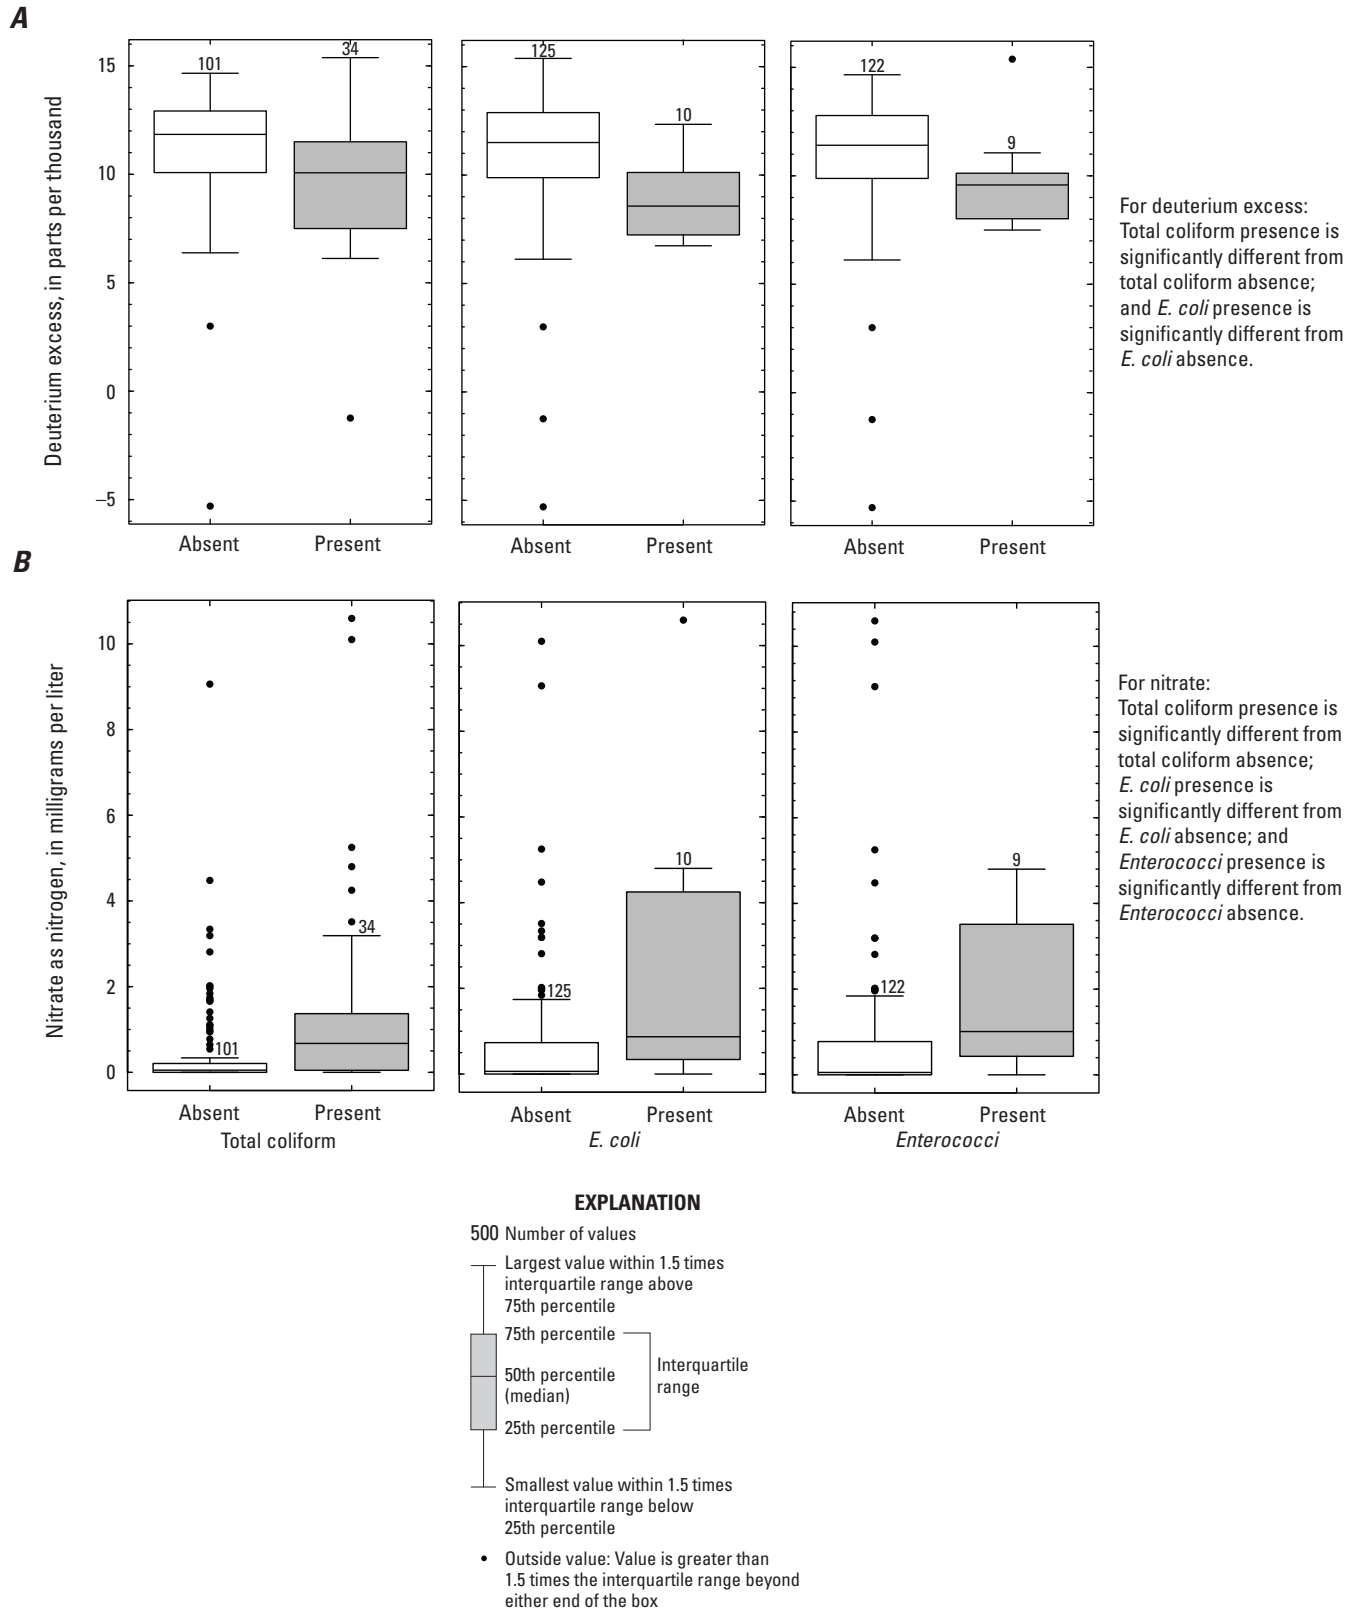 A
Deuterium excess, in parts per thousand
15
10
5
0
–5
101
34
125
10
122
9
Absent
Present
Absent
Present
Absent
Present
For deuterium excess:
Total coliform presence is
significantly different from
total coliform absence;
and E. coli presence is
significantly different from
E. coli absence.
B
Nitrate as nitrogen, in milligrams per liter
10
8
6
4
2
0
101
34
125
10
122
9
Absent
Present
Absent
Present
Absent
Present
Total coliform
E. coli
Enterococci
For nitrate:
Total coliform presence is
significantly different from
total coliform absence;
E. coli presence is
significantly different from
E. coli absence; and
Enterococci presence is
significantly different from
Enterococci absence.
EXPLANATION
500 Number of values
Largest value within 1.5 times
interquartile range above
75th percentile
75th percentile
50th percentile
(median)
25th percentile
Interquartile
range
Smallest value within 1.5 times
interquartile range below
25th percentile
Outside value: Value is greater than
1.5 times the interquartile range beyond
either end of the box